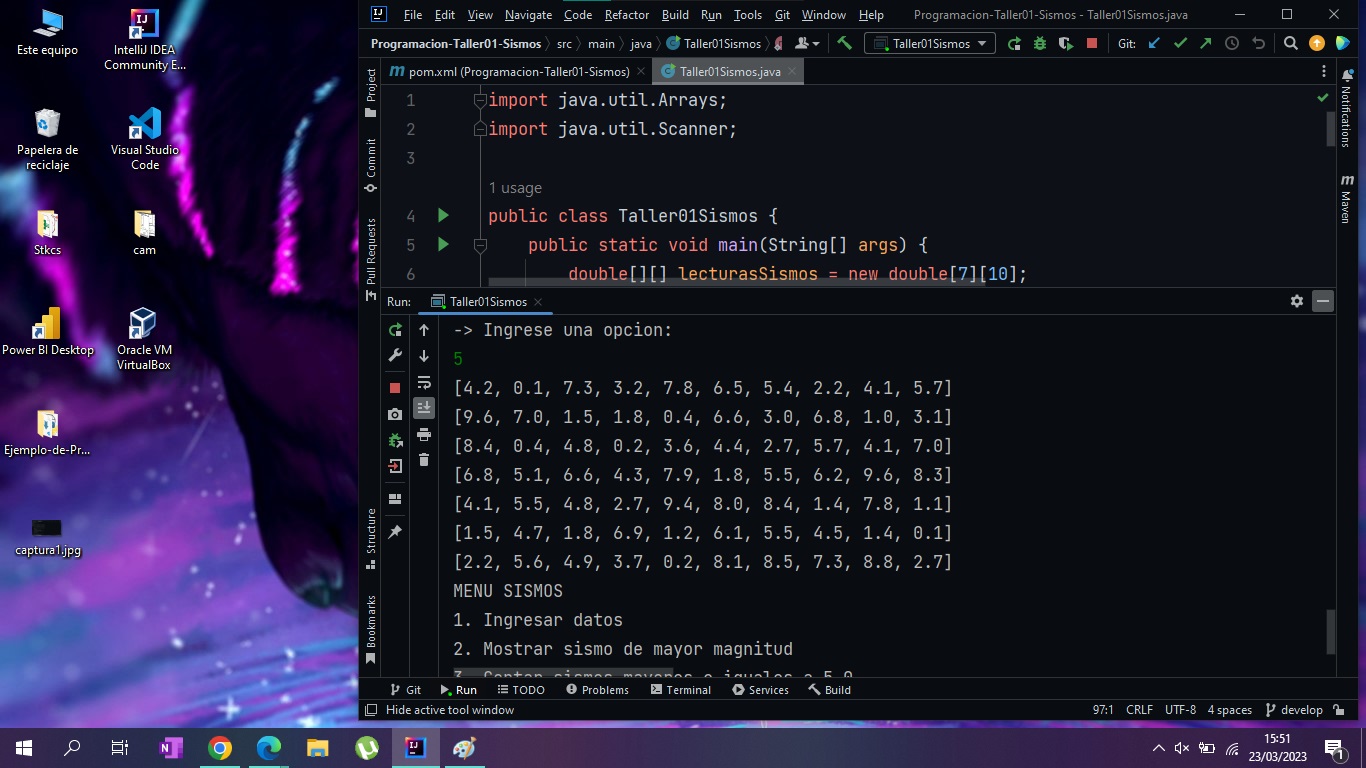 Este equipo
IntelliJ IDEA
Community E...
Papelera de
reciclaje
Visual Studio
Code
Stkcs
cam
Power BI Desktop
Oracle VM
VirtualBox
Ejemplo-de-Pr...
captura1.jpg
File Edit View Navigate Code Refactor Build Run Tools Git Window Help Programacion-Taller01-Sismos - Taller01Sismos.java
Programacion-Taller01-Sismos src main java Taller01Sismos Taller01Sismos Git:
pom.xml (Programacion-Taller01-Sismos) Taller01Sismos.java
Project
Commit
Pull Requests
Structure
Bookmarks
Notifications
Maven
1 import java.util.Arrays;
2 import java.util.Scanner;
3
1 usage
4 public class Taller01Sismos {
5 public static void main(String[] args) {
6 double[][] lecturasSismos = new double[7][10];
Run: Taller01Sismos
-> Ingrese una opcion:
5
[4.2, 0.1, 7.3, 3.2, 7.8, 6.5, 5.4, 2.2, 4.1, 5.7]
[9.6, 7.0, 1.5, 1.8, 0.4, 6.6, 3.0, 6.8, 1.0, 3.1]
[8.4, 0.4, 4.8, 0.2, 3.6, 4.4, 2.7, 5.7, 4.1, 7.0]
[6.8, 5.1, 6.6, 4.3, 7.9, 1.8, 5.5, 6.2, 9.6, 8.3]
[4.1, 5.5, 4.8, 2.7, 9.4, 8.0, 8.4, 1.4, 7.8, 1.1]
[1.5, 4.7, 1.8, 6.9, 1.2, 6.1, 5.5, 4.5, 1.4, 0.1]
[2.2, 5.6, 4.9, 3.7, 0.2, 8.1, 8.5, 7.3, 8.8, 2.7]
MENU SISMOS
1. Ingresar datos
2. Mostrar sismo de mayor magnitud
3. Contar sismos mayores o iguales a 5.0
Git Run TODO Problems Terminal Services Build
Hide active tool window 97:1 CRLF UTF-8 4 spaces develop
15:51
23/03/2023
1